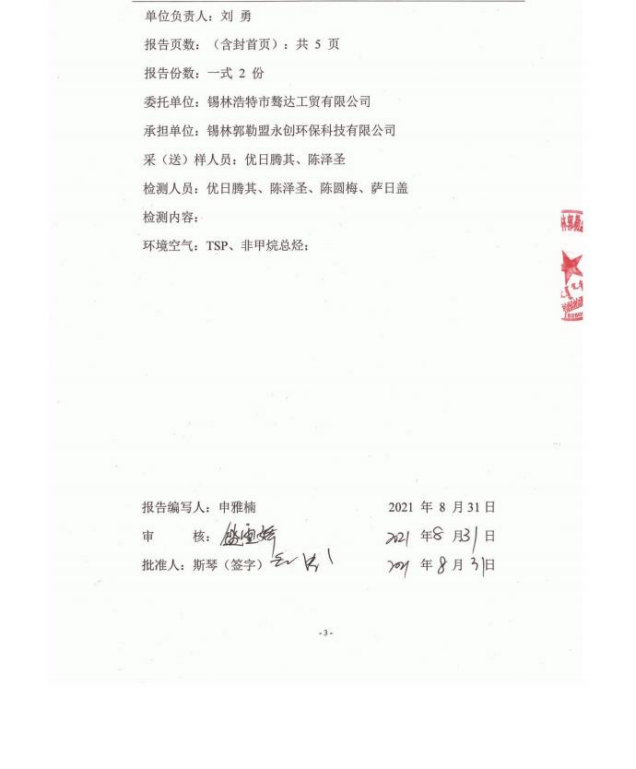 单位负责人：刘 勇
报告页数：（含封首页）：共 5 页
报告份数：一式 2 份
委托单位：锡林浩特市骜达工贸有限公司
承担单位：锡林郭勒盟永创环保科技有限公司
采（送）样人员：优日腾其、陈泽圣
检测人员：优日腾其、陈泽圣、陈圆梅、萨日盖
检测内容：
环境空气：TSP、非甲烷总烃；
报告编写人：申雅楠 2021 年 8 月 31 日
审 核： 2021 年 8 月 31 日
批准人：斯琴（签字） 2021 年 8 月 31 日
-3-